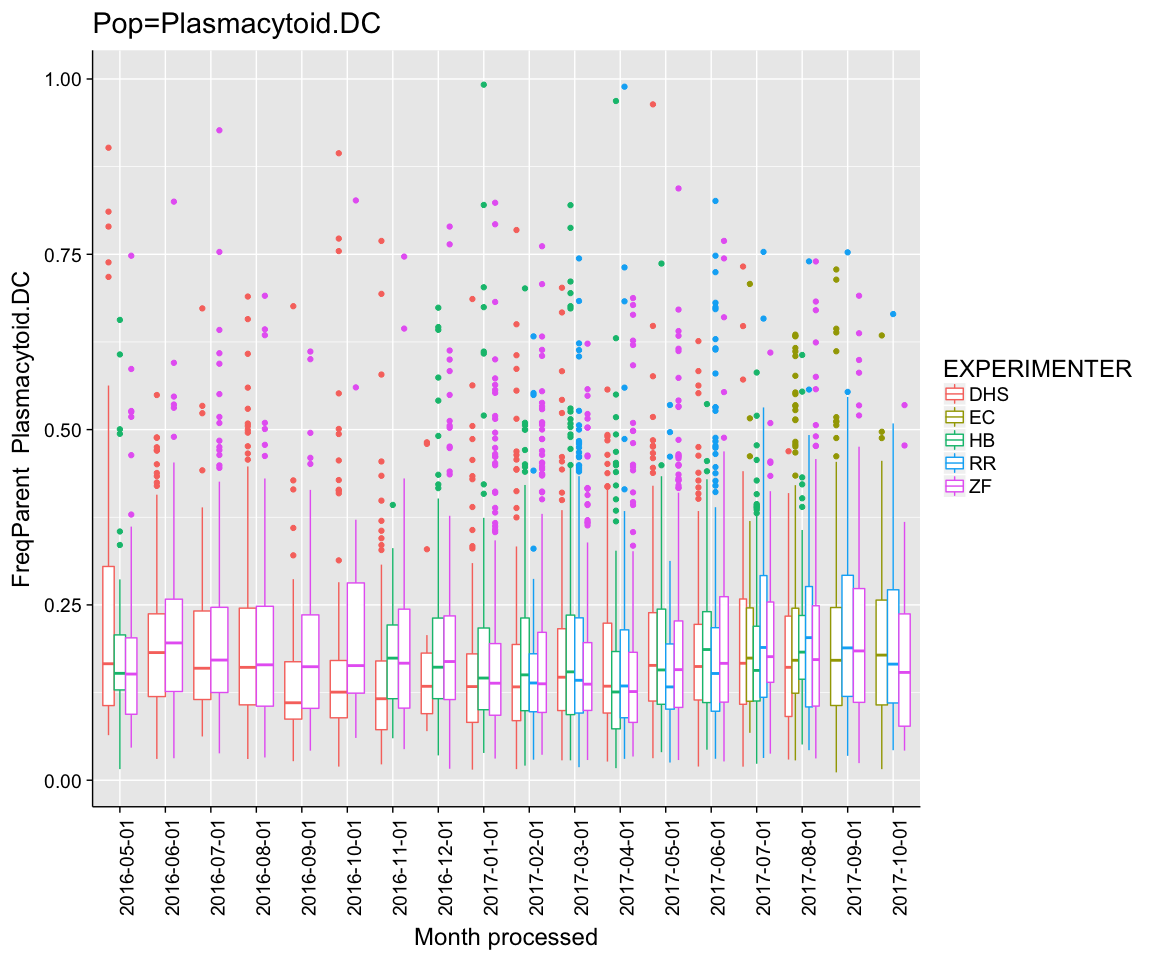 Pop=Plasmacytoid.DC
1.00
0.75
0.50
0.25
0.00
FreqParent Plasmacytoid.DC
2016-05-01
2016-06-01
2016-07-01
2016-08-01
2016-09-01
2016-10-01
2016-11-01
2016-12-01
2017-01-01
2017-02-01
2017-03-01
2017-04-01
2017-05-01
2017-06-01
2017-07-01
2017-08-01
2017-09-01
2017-10-01
Month processed
EXPERIMENTER
DHS
EC
HB
RR
ZF